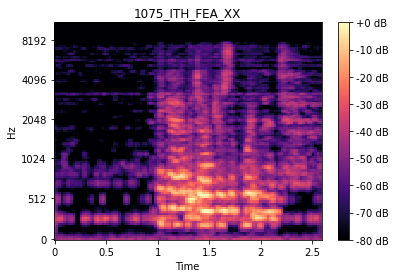 1075_ITH_FEA_XX
Hz
8192
4096
2048
1024
512
0
0 0.5 1 1.5 2 2.5
Time
+0 dB
-10 dB
-20 dB
-30 dB
-40 dB
-50 dB
-60 dB
-70 dB
-80 dB